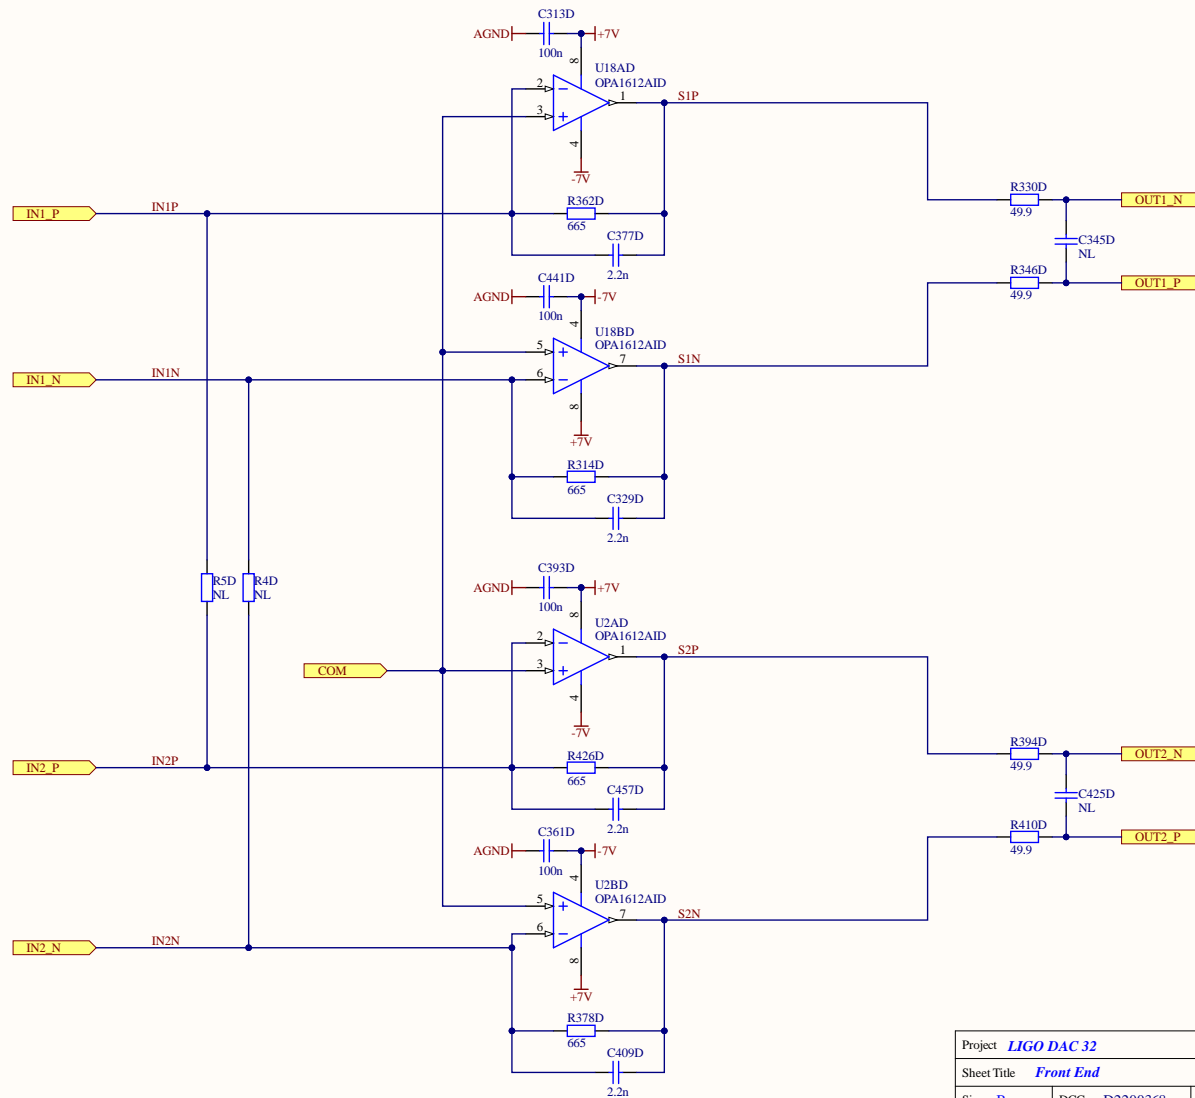 C313D
AGND
+7V
100n
8
U18AD
OPA1612AID
2
1
S1P
3
4
-7V
R330D
49.9
OUT1_N
IN1_P
IN1P
R362D
665
C377D
2.2n
C345D
NL
C441D
AGND
-7V
100n
R346D
49.9
OUT1_P
4
U18BD
OPA1612AID
5
7
S1N
6
IN1_N
IN1N
8
+7V
R314D
665
C329D
2.2n
R5D
NL
R4D
NL
C393D
AGND
+7V
100n
8
U2AD
OPA1612AID
2
1
S2P
3
COM
4
-7V
R394D
49.9
OUT2_N
IN2_P
IN2P
R426D
665
C457D
2.2n
C425D
NL
C361D
AGND
-7V
100n
R410D
49.9
OUT2_P
4
U2BD
OPA1612AID
5
7
S2N
6
IN2_N
IN2N
8
+7V
R378D
665
C409D
2.2n
Project LIGO DAC 32
Sheet Title Front End